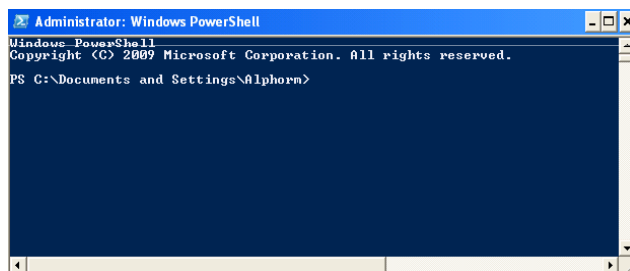 Administrator: Windows PowerShell
Windows PowerShell
Copyright (C) 2009 Microsoft Corporation. All rights reserved.
PS C:\Documents and Settings\Alphorm>